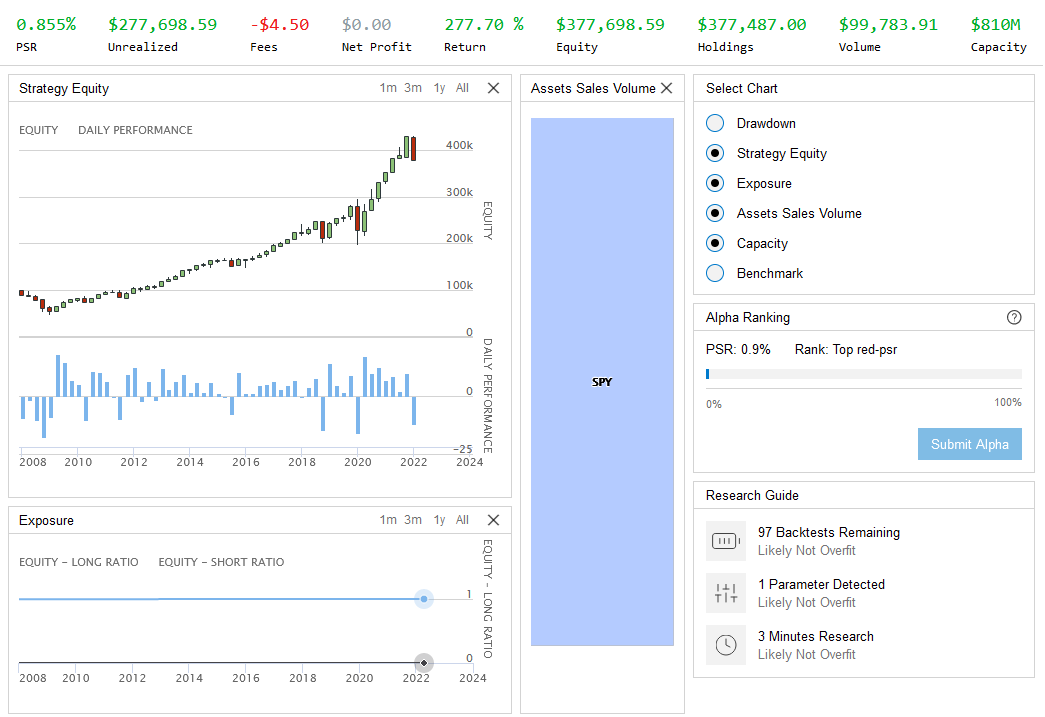 0.855% $277,698.59 -$4.50 $0.00 277.70 % $377,698.59 $377,487.00 $99,783.91 $810M
PSR Unrealized Fees Net Profit Return Equity Holdings Volume Capacity
Strategy Equity 1m 3m 1y All
EQUITY DAILY PERFORMANCE
400k
300k
200k
100k
0
EQUITY
0
-25
DAILY PERFORMANCE
2008 2010 2012 2014 2016 2018 2020 2022 2024
Exposure 1m 3m 1y All
EQUITY - LONG RATIO EQUITY - SHORT RATIO
1
0
EQUITY - LONG RATIO
2008 2010 2012 2014 2016 2018 2020 2022 2024
Assets Sales Volume
SPY
Select Chart
Drawdown
Strategy Equity
Exposure
Assets Sales Volume
Capacity
Benchmark
Alpha Ranking ?
PSR: 0.9% Rank: Top red-psr
0% 100%
Submit Alpha
Research Guide
97 Backtests Remaining
Likely Not Overfit
1 Parameter Detected
Likely Not Overfit
3 Minutes Research
Likely Not Overfit